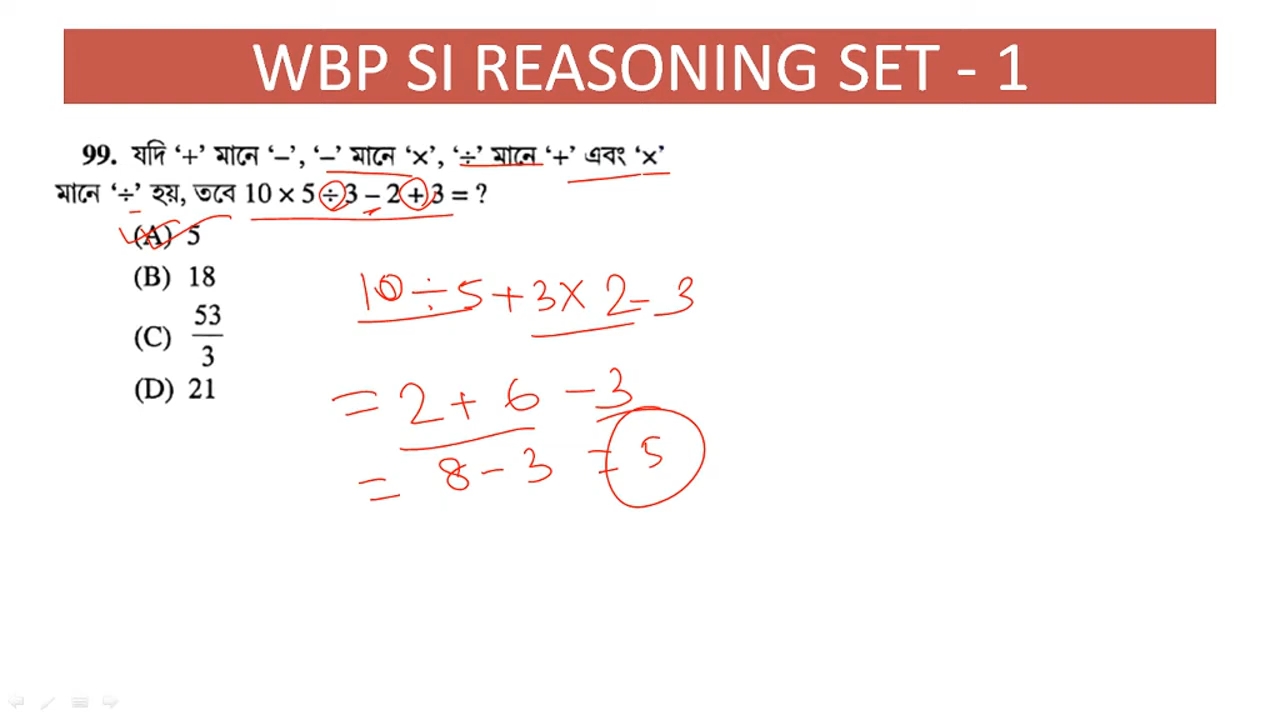 WBP SI REASONING SET - 1
99. যদি ‘+’ মানে ‘–’, ‘–’ মানে ‘×’, ‘÷’ মানে ‘+’ এবং ‘×’
মানে ‘÷’ হয়, তবে 10 × 5 ÷ 3 – 2 + 3 = ?
(A) 5
(B) 18
(C) 53/3
(D) 21
10 ÷ 5 + 3 × 2 – 3
= 2 + 6 – 3
= 8 – 3 = 5